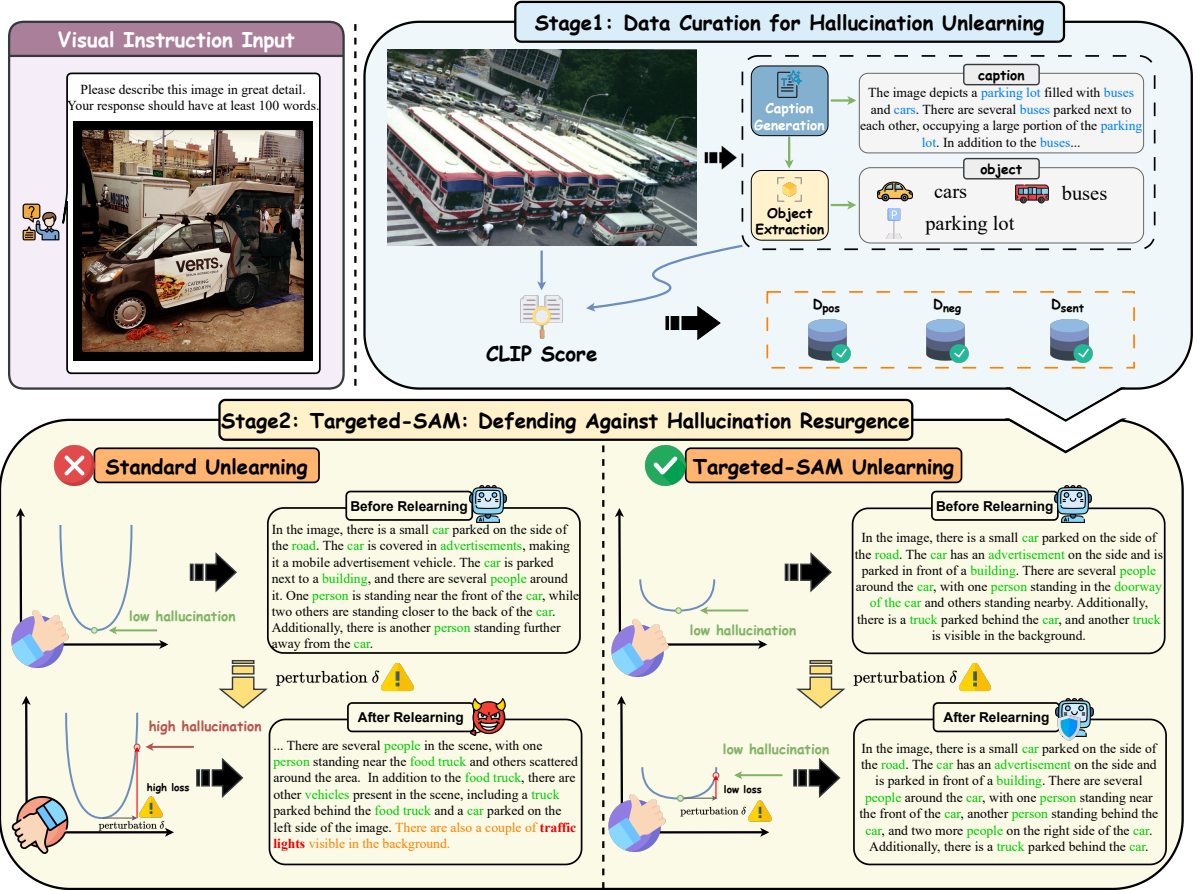 Visual Instruction Input
Please describe this image in great detail.
Your response should have at least 100 words.
VERTS.
CATERING
Stage1: Data Curation for Hallucination Unlearning
Caption
Generation
Object
Extraction
caption
The image depicts a parking lot filled with buses
and cars. There are several buses parked next to
each other, occupying a large portion of the parking
lot. In addition to the buses...
object
cars
buses
P
parking lot
CLIP Score
Dpos
Dneg
Dsent
Stage2: Targeted-SAM: Defending Against Hallucination Resurgence
Standard Unlearning
low hallucination
Before Relearning
In the image, there is a small car parked on the side of
the road. The car is covered in advertisements, making
it a mobile advertisement vehicle. The car is parked
next to a building, and there are several people around
it. One person is standing near the front of the car, while
two others are standing closer to the back of the car.
Additionally, there is another person standing further
away from the car.
perturbation δ
high hallucination
high loss
perturbation δ
After Relearning
... There are several people in the scene, with one
person standing near the food truck and others scattered
around the area. In addition to the food truck, there are
other vehicles present in the scene, including a truck
parked behind the food truck and a car parked on the
left side of the image. There are also a couple of traffic
lights visible in the background.
Targeted-SAM Unlearning
low hallucination
Before Relearning
In the image, there is a small car parked on the side of
the road. The car has an advertisement on the side and is
parked in front of a building. There are several people
around the car, with one person standing in the doorway
of the car and others standing nearby. Additionally,
there is a truck parked behind the car, and another truck
is visible in the background.
perturbation δ
low hallucination
low loss
perturbation δ
After Relearning
In the image, there is a small car parked on the side of
the road. The car has an advertisement on the side and
is parked in front of a building. There are several
people around the car, with one person standing near
the front of the car, another person standing behind the
car, and two more people on the right side of the car.
Additionally, there is a truck parked behind the car.